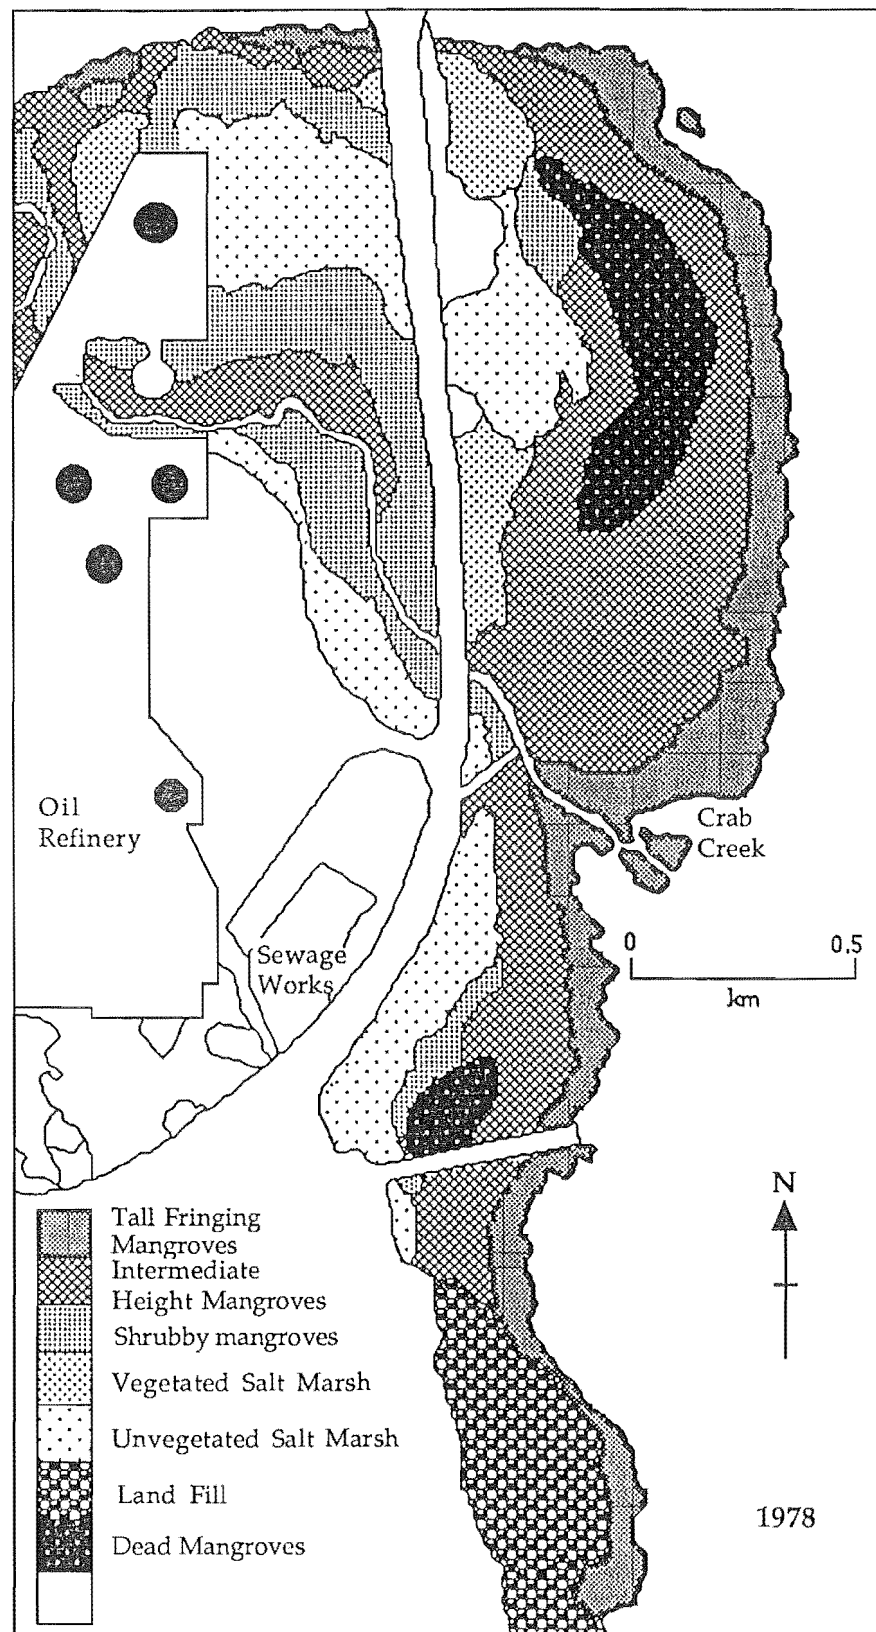 Oil
Refinery
Crab
Creek
0 0.5
km
Sewage
Works
N
Tall Fringing
Mangroves
Intermediate
Height Mangroves
Shrubby mangroves
Vegetated Salt Marsh
Unvegetated Salt Marsh
Land Fill
Dead Mangroves
1978